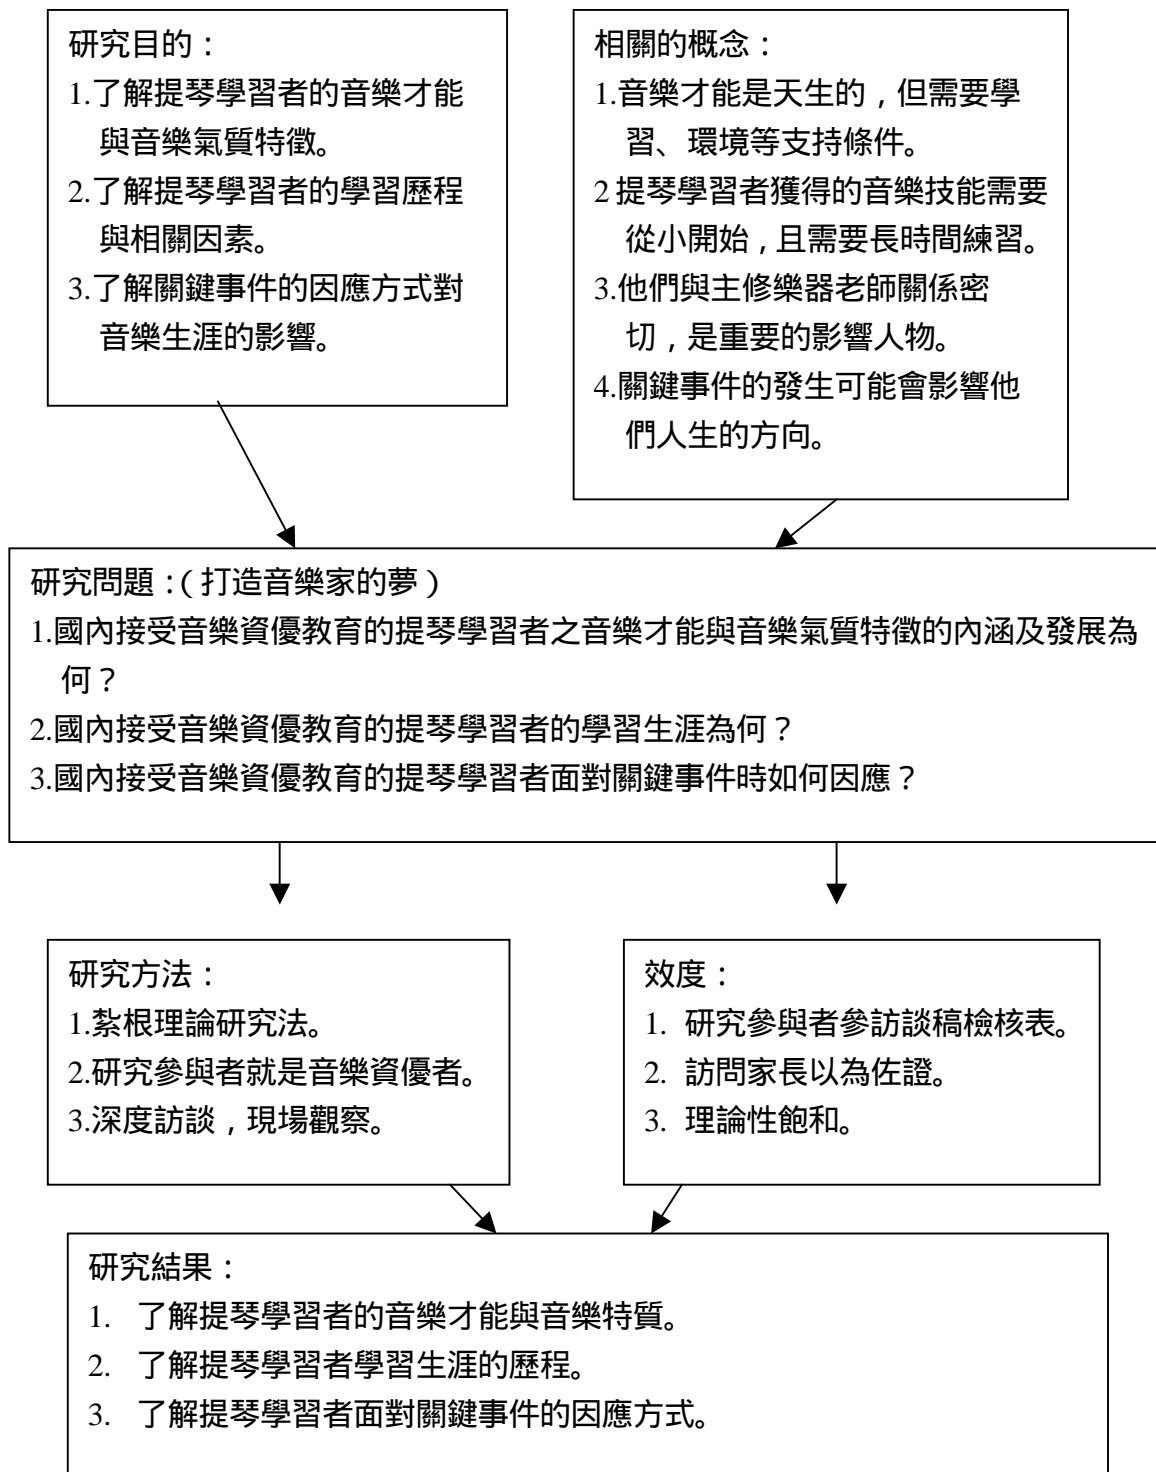 研究目的：
1.了解提琴學習者的音樂才能
與音樂氣質特徵。
2.了解提琴學習者的學習歷程
與相關因素。
3.了解關鍵事件的因應方式對
音樂生涯的影響。
相關的概念：
1.音樂才能是天生的，但需要學
習、環境等支持條件。
2 提琴學習者獲得的音樂技能需要
從小開始，且需要長時間練習。
3.他們與主修樂器老師關係密
切，是重要的影響人物。
4.關鍵事件的發生可能會影響他
們人生的方向。
研究問題：（打造音樂家的夢）
1.國內接受音樂資優教育的提琴學習者之音樂才能與音樂氣質特徵的內涵及發展為
何？
2.國內接受音樂資優教育的提琴學習者的學習生涯為何？
3.國內接受音樂資優教育的提琴學習者面對關鍵事件時如何因應？
研究方法：
1.紮根理論研究法。
2.研究參與者就是音樂資優者。
3.深度訪談，現場觀察。
效度：
1. 研究參與者參訪談稿檢核表。
2. 訪問家長以為佐證。
3. 理論性飽和。
研究結果：
1. 了解提琴學習者的音樂才能與音樂特質。
2. 了解提琴學習者學習生涯的歷程。
3. 了解提琴學習者面對關鍵事件的因應方式。